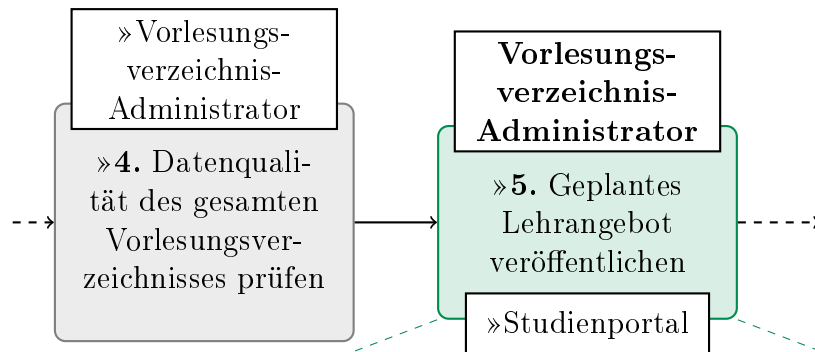 »Vorlesungs-
verzeichnis-
Administrator
»4. Datenquali-
tät des gesamten
Vorlesungsver-
zeichnisses prüfen
Vorlesungs-
verzeichnis-
Administrator
»5. Geplantes
Lehrangebot
veröffentlichen
»Studienportal